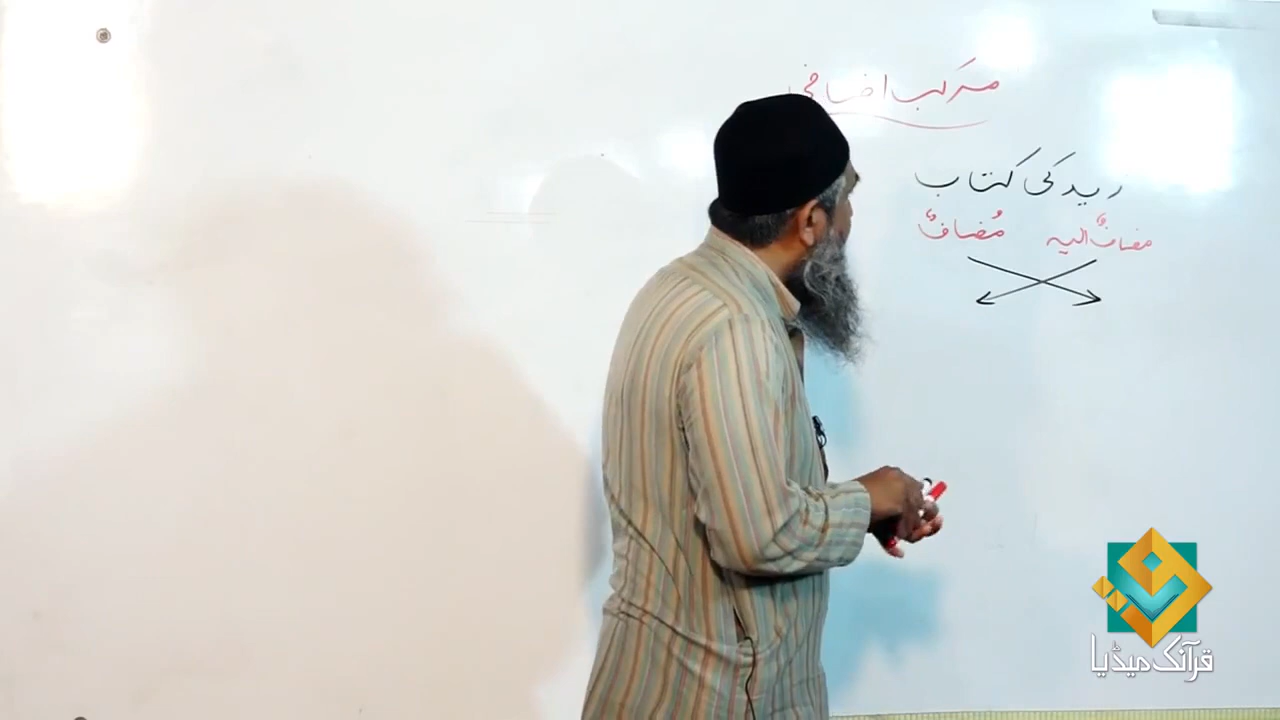 مرکب اضافی
زید کی کتاب
مضافٌ الیہ مُضافٌ
قرآنک میڈیا